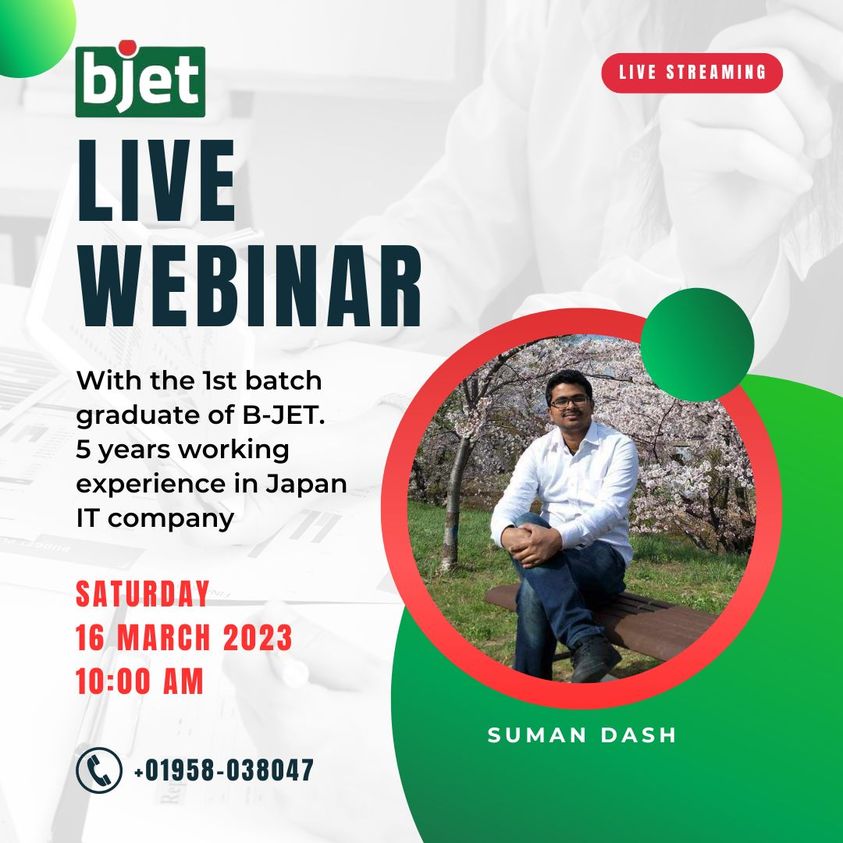 bjet
LIVE STREAMING
LIVE
WEBINAR
With the 1st batch
graduate of B-JET.
5 years working
experience in Japan
IT company
SATURDAY
16 MARCH 2023
10:00 AM
+01958-038047
SUMAN DASH